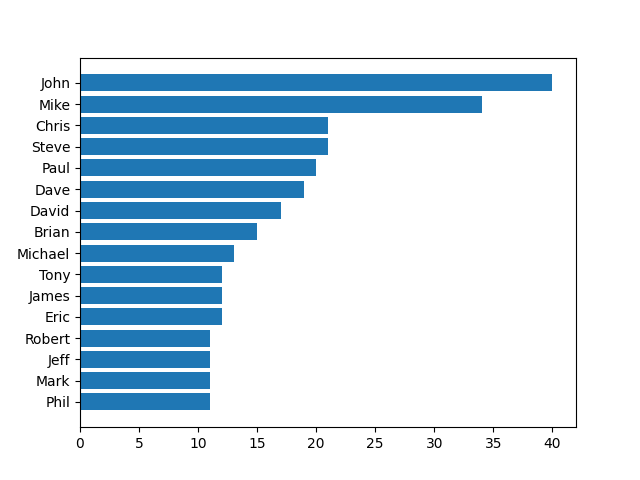 John
Mike
Chris
Steve
Paul
Dave
David
Brian
Michael
Tony
James
Eric
Robert
Jeff
Mark
Phil
0 5 10 15 20 25 30 35 40